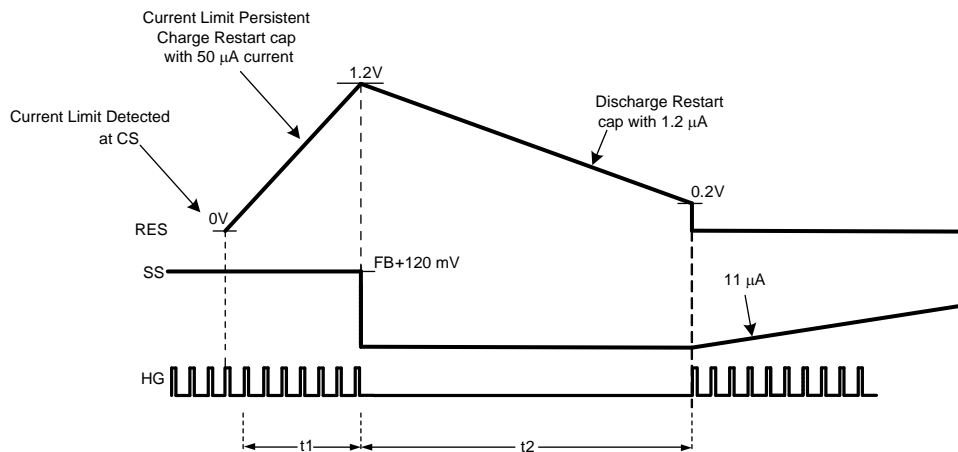 Current Limit Persistent
Charge Restart cap
with 50 μA current
1.2V
Current Limit Detected
at CS
Discharge Restart
cap with 1.2 μA
0V
0.2V
RES
SS
FB+120 mV
11 μA
HG
t1
t2